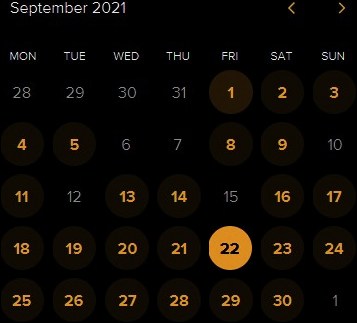 September 2021
MON TUE WED THU FRI SAT SUN
28 29 30 31 1 2 3
4 5 6 7 8 9 10
11 12 13 14 15 16 17
18 19 20 21 22 23 24
25 26 27 28 29 30 1